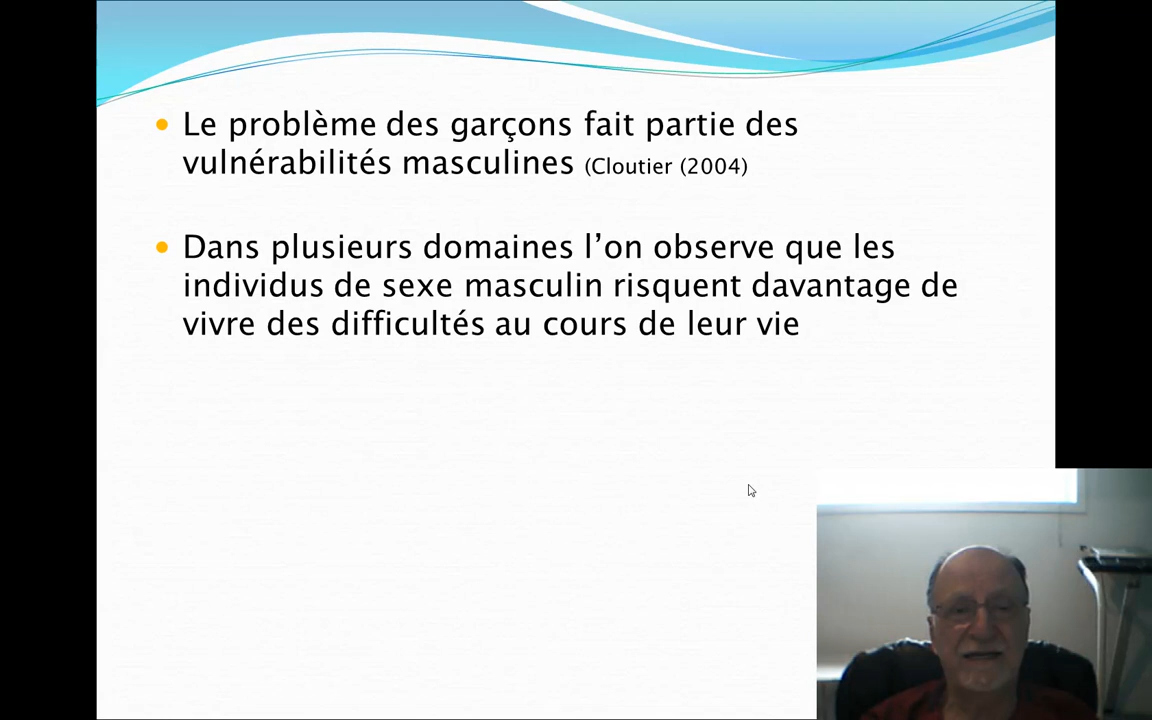 Le problème des garçons fait partie des
vulnérabilités masculines (Cloutier (2004)
Dans plusieurs domaines l’on observe que les
individus de sexe masculin risquent davantage de
vivre des difficultés au cours de leur vie